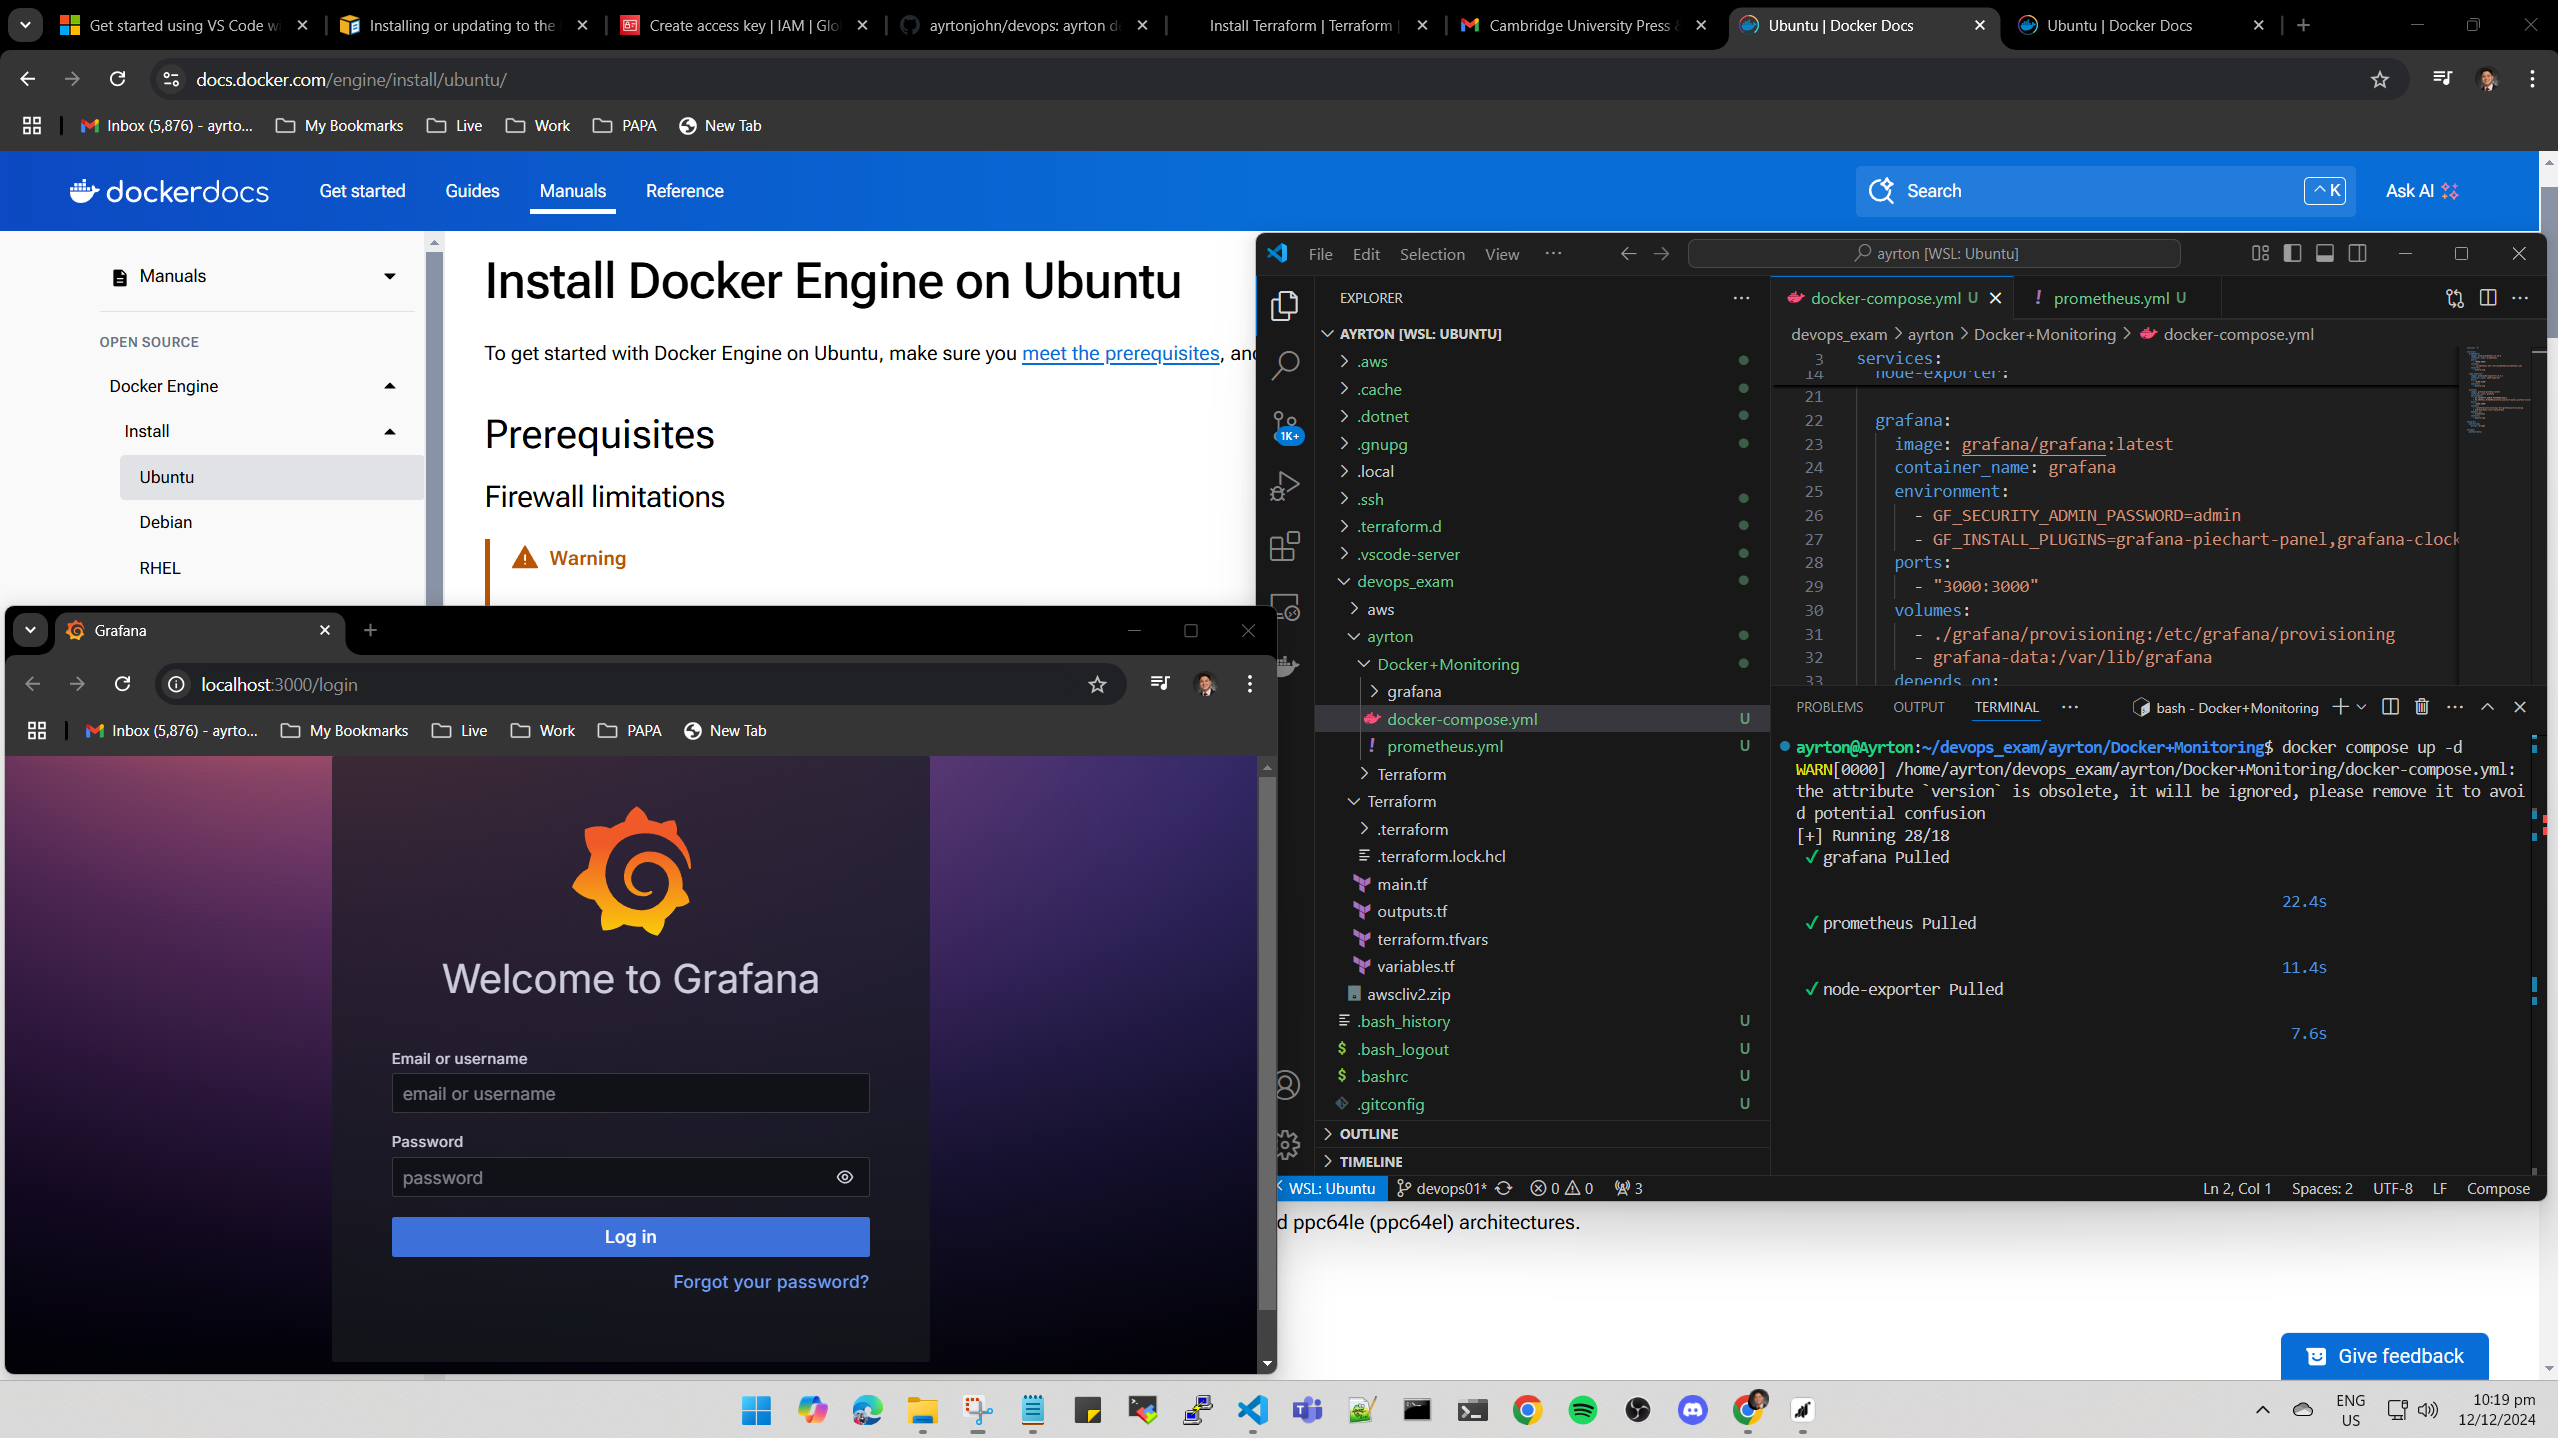 Get started using VS Code wi
Installing or updating to the
Create access key | IAM | Glo
ayrtonjohn/devops: ayrton de
Install Terraform | Terraform |
Cambridge University Press &
Ubuntu | Docker Docs
Ubuntu | Docker Docs
docs.docker.com/engine/install/ubuntu/
Inbox (5,876) - ayrto...
My Bookmarks
Live
Work
PAPA
New Tab
dockerdocs
Get started
Guides
Manuals
Reference
Search
^ K
Ask AI
Manuals
OPEN SOURCE
Docker Engine
Install
Ubuntu
Debian
RHEL
Install Docker Engine on Ubuntu
To get started with Docker Engine on Ubuntu, make sure you meet the prerequisites, and
Prerequisites
Firewall limitations
Warning
d ppc64le (ppc64el) architectures.
Give feedback
Grafana
localhost:3000/login
Inbox (5,876) - ayrto...
My Bookmarks
Live
Work
PAPA
New Tab
Welcome to Grafana
Email or username
email or username
Password
password
Log in
Forgot your password?
File
Edit
Selection
View
ayrton [WSL: Ubuntu]
1K+
EXPLORER
AYRTON [WSL: UBUNTU]
.aws
.cache
.dotnet
.gnupg
.local
.ssh
.terraform.d
.vscode-server
devops_exam
aws
ayrton
Docker+Monitoring
grafana
docker-compose.yml U
prometheus.yml U
Terraform
Terraform
.terraform
.terraform.lock.hcl
main.tf
outputs.tf
terraform.tfvars
variables.tf
awscliv2.zip
.bash_history U
.bash_logout U
.bashrc U
.gitconfig U
OUTLINE
TIMELINE
docker-compose.yml U
prometheus.yml U
devops_exam > ayrton > Docker+Monitoring > docker-compose.yml
3 services:
14 node-exporter:
21
22 grafana:
23 image: grafana/grafana:latest
24 container_name: grafana
25 environment:
26 - GF_SECURITY_ADMIN_PASSWORD=admin
27 - GF_INSTALL_PLUGINS=grafana-piechart-panel,grafana-clock
28 ports:
29 - "3000:3000"
30 volumes:
31 - ./grafana/provisioning:/etc/grafana/provisioning
32 - grafana-data:/var/lib/grafana
33 depends_on:
PROBLEMS
OUTPUT
TERMINAL
bash - Docker+Monitoring
ayrton@Ayrton:~/devops_exam/ayrton/Docker+Monitoring$ docker compose up -d
WARN[0000] /home/ayrton/devops_exam/ayrton/Docker+Monitoring/docker-compose.yml:
the attribute `version` is obsolete, it will be ignored, please remove it to avoi
d potential confusion
[+] Running 28/18
✔ grafana Pulled
22.4s
✔ prometheus Pulled
11.4s
✔ node-exporter Pulled
7.6s
WSL: Ubuntu
devops01*
0
0
3
Ln 2, Col 1
Spaces: 2
UTF-8
LF
Compose
ENG
US
10:19 pm
12/12/2024